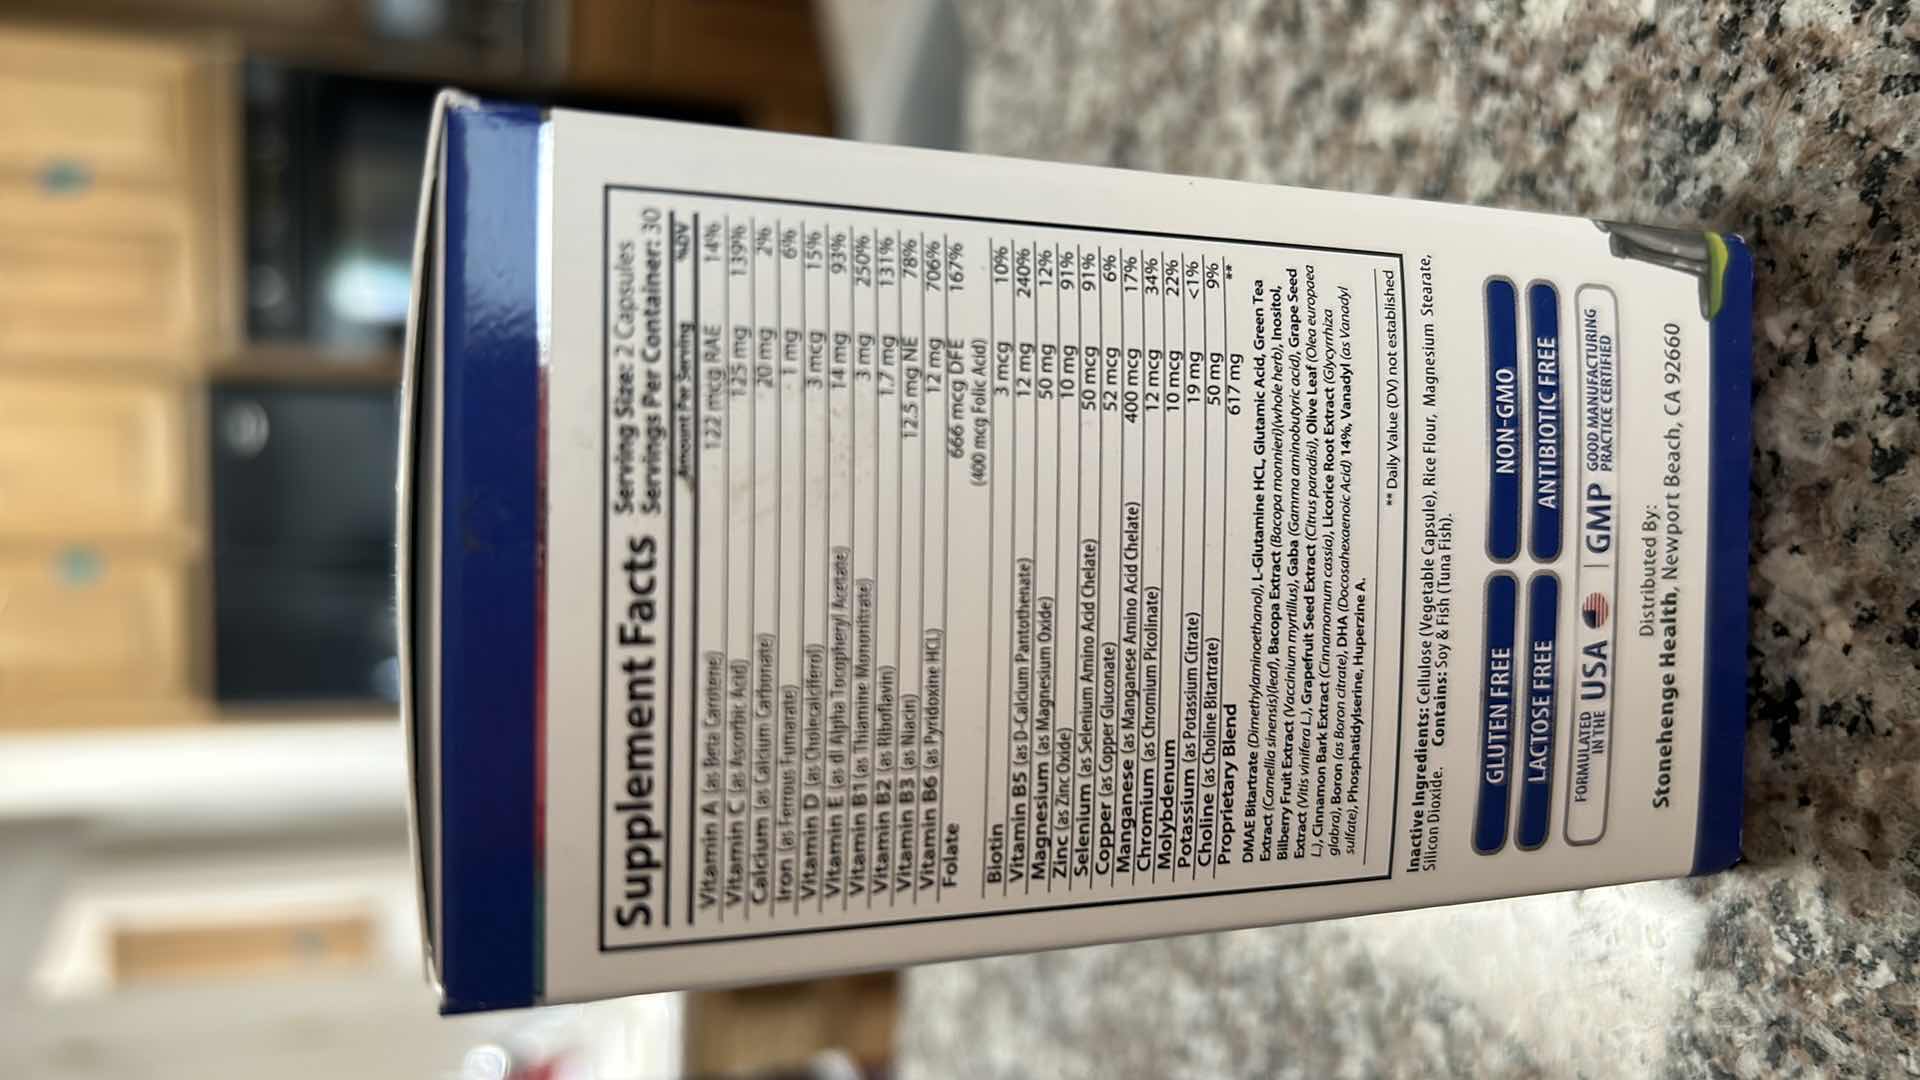 Supplement Facts
Serving Size: 2 Capsules
Servings Per Container: 30
Amount Per Serving %DV
Vitamin A (as Beta Carotene) 122 mcg RAE 14%
Vitamin C (as Ascorbic Acid) 125 mg 139%
Calcium (as Calcium Carbonate) 20 mg 2%
Iron (as Ferrous Fumarate) 1 mg 6%
Vitamin D (as Cholecalciferol) 3 mcg 15%
Vitamin E (as dl Alpha Tocopheryl Acetate) 14 mg 93%
Vitamin B1 (as Thiamine Mononitrate) 3 mg 250%
Vitamin B2 (as Riboflavin) 1.7 mg 131%
Vitamin B3 (as Niacin) 12.5 mg NE 78%
Vitamin B6 (as Pyridoxine HCL) 12 mg 706%
Folate 666 mcg DFE 167%
(400 mcg Folic Acid)
Biotin 3 mcg 10%
Vitamin B5 (as D-Calcium Pantothenate) 12 mg 240%
Magnesium (as Magnesium Oxide) 50 mg 12%
Zinc (as Zinc Oxide) 10 mg 91%
Selenium (as Selenium Amino Acid Chelate) 50 mcg 91%
Copper (as Copper Gluconate) 52 mcg 6%
Manganese (as Manganese Amino Acid Chelate) 400 mcg 17%
Chromium (as Chromium Picolinate) 12 mcg 34%
Molybdenum 10 mcg 22%
Potassium (as Potassium Citrate) 19 mg <1%
Choline (as Choline Bitartrate) 50 mg 9%
Proprietary Blend 617 mg **
DMAE Bitartrate (Dimethylaminoethanol), L-Glutamine HCL, Glutamic Acid, Green Tea
Extract (Camellia sinensis)(leaf), Bacopa Extract (Bacopa monnieri)(whole herb), Inositol,
Bilberry Fruit Extract (Vaccinium myrtillus), Gaba (Gamma aminobutyric acid), Grape Seed
Extract (Vitis vinifera L.), Grapefruit Seed Extract (Citrus paradisi), Olive Leaf (Olea europaea
L.), Cinnamon Bark Extract (Cinnamomum cassia), Licorice Root Extract (Glycyrrhiza
glabra), Boron (as Boron citrate), DHA (Docosahexaenoic Acid) 14%, Vanadyl (as Vanadyl
sulfate), Phosphatidylserine, Huperzine A.
** Daily Value (DV) not established
Inactive Ingredients: Cellulose (Vegetable Capsule), Rice Flour, Magnesium Stearate,
Silicon Dioxide. Contains: Soy & Fish (Tuna Fish).
GLUTEN FREE NON-GMO
LACTOSE FREE ANTIBIOTIC FREE
FORMULATED IN THE USA | GMP GOOD MANUFACTURING PRACTICE CERTIFIED
Distributed By:
Stonehenge Health, Newport Beach, CA 92660